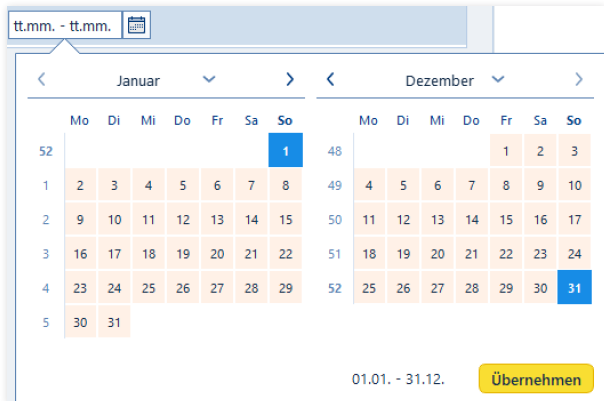 tt.mm. - tt.mm.
Januar
Mo Di Mi Do Fr Sa So
52 1
1 2 3 4 5 6 7 8
2 9 10 11 12 13 14 15
3 16 17 18 19 20 21 22
4 23 24 25 26 27 28 29
5 30 31
Dezember
Mo Di Mi Do Fr Sa So
48 1 2 3
49 4 5 6 7 8 9 10
50 11 12 13 14 15 16 17
51 18 19 20 21 22 23 24
52 25 26 27 28 29 30 31
01.01. - 31.12.
Übernehmen